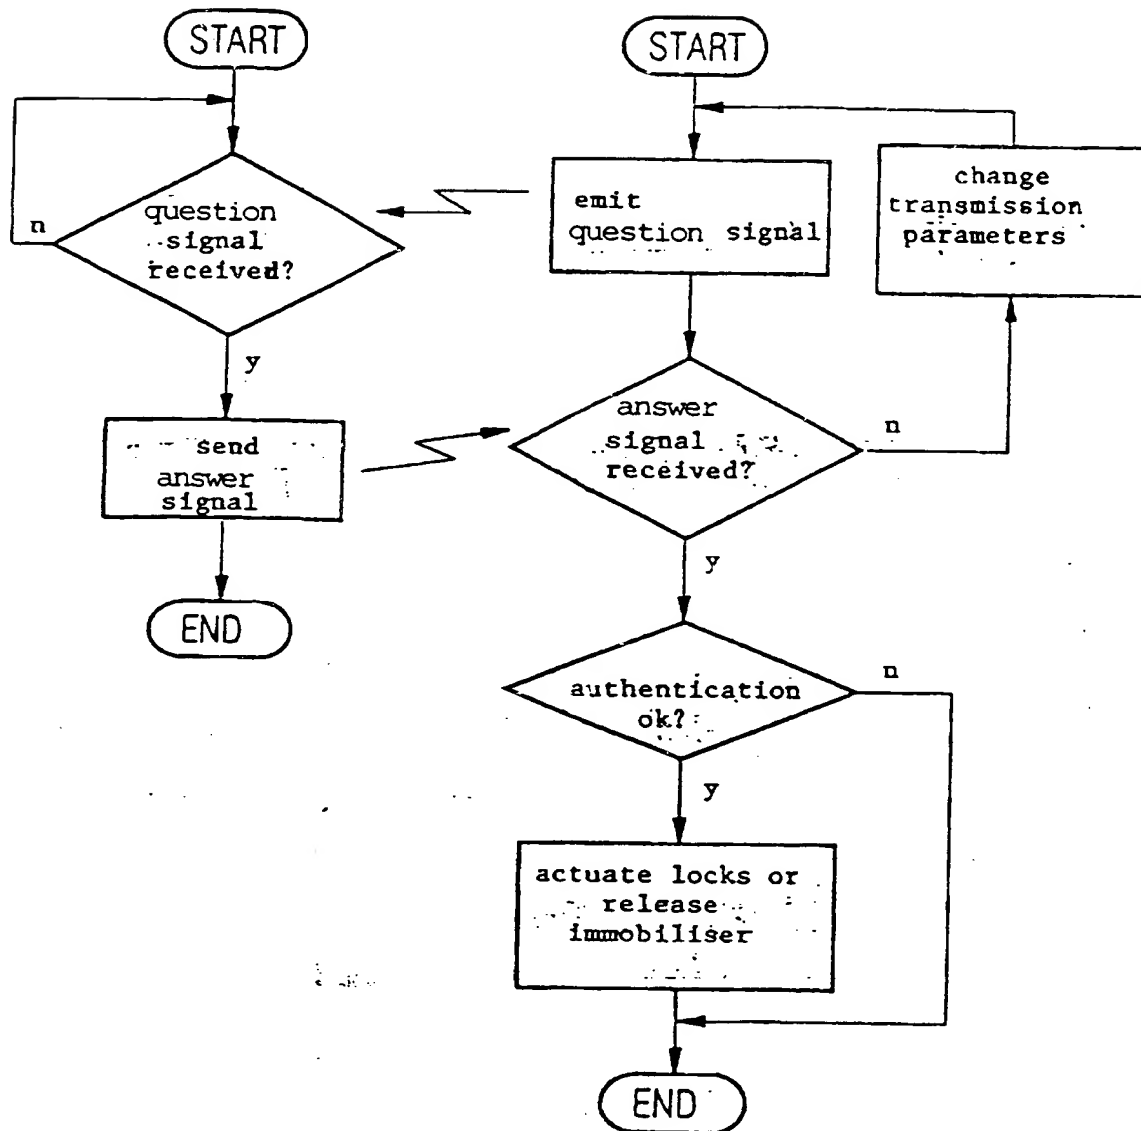 START
question
signal
received?
n
y
send
answer
signal
END
START
emit
question signal
change
transmission
parameters
answer
signal
received?
n
y
authentication
ok?
n
y
actuate locks or
release
immobiliser
END